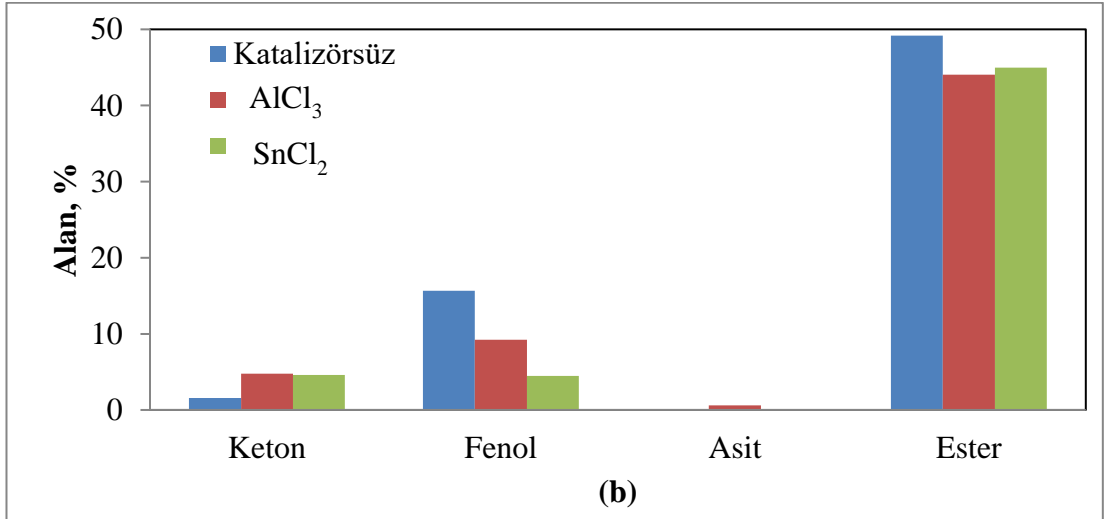 50
40
30
20
10
0
Alan, %
Katalizörsüz
AlCl₃
SnCl₂
Keton Fenol Asit Ester
(b)